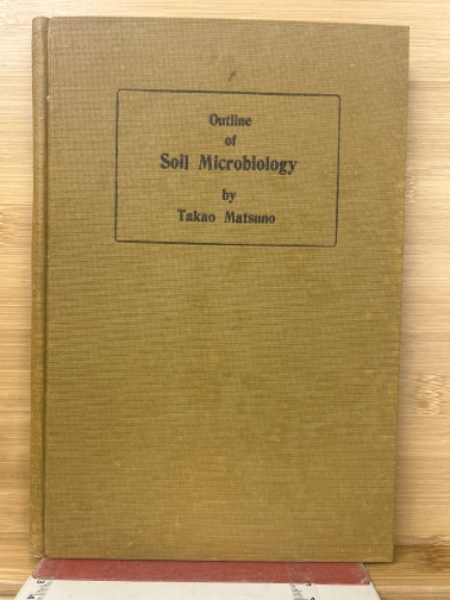 Outline
of
Soil Microbiology
by
Takao Matsuno